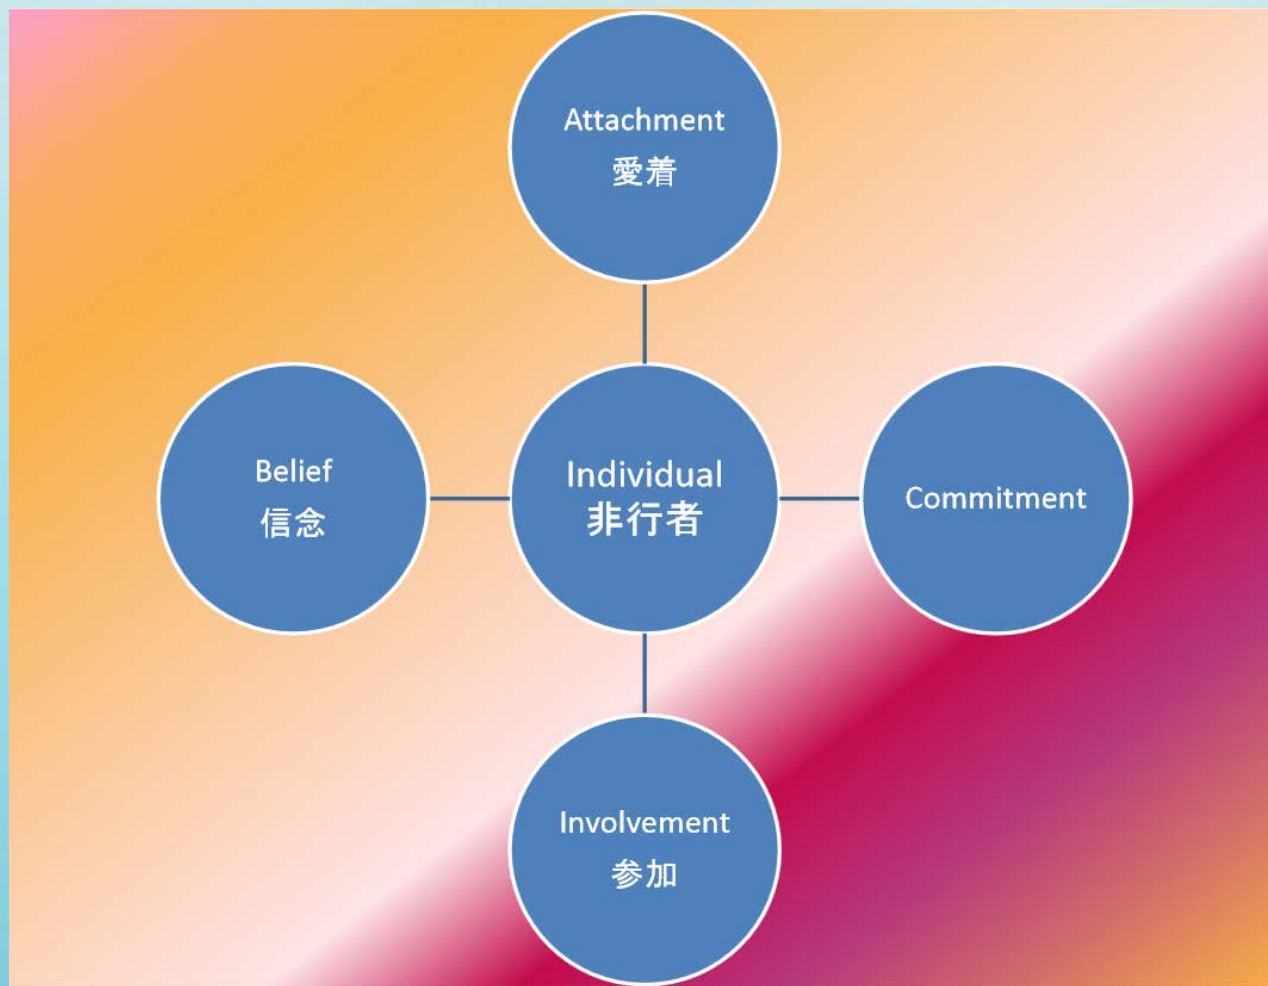 Attachment
愛着
Belief
信念
Individual
非行者
Commitment
Involvement
参加